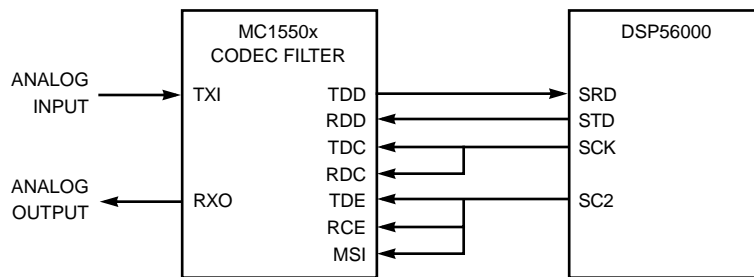 MC1550x
CODEC FILTER
DSP56000
ANALOG
INPUT
TXI
TDD
SRD
RDD
STD
TDC
SCK
RDC
ANALOG
OUTPUT
RXO
TDE
SC2
RCE
MSI